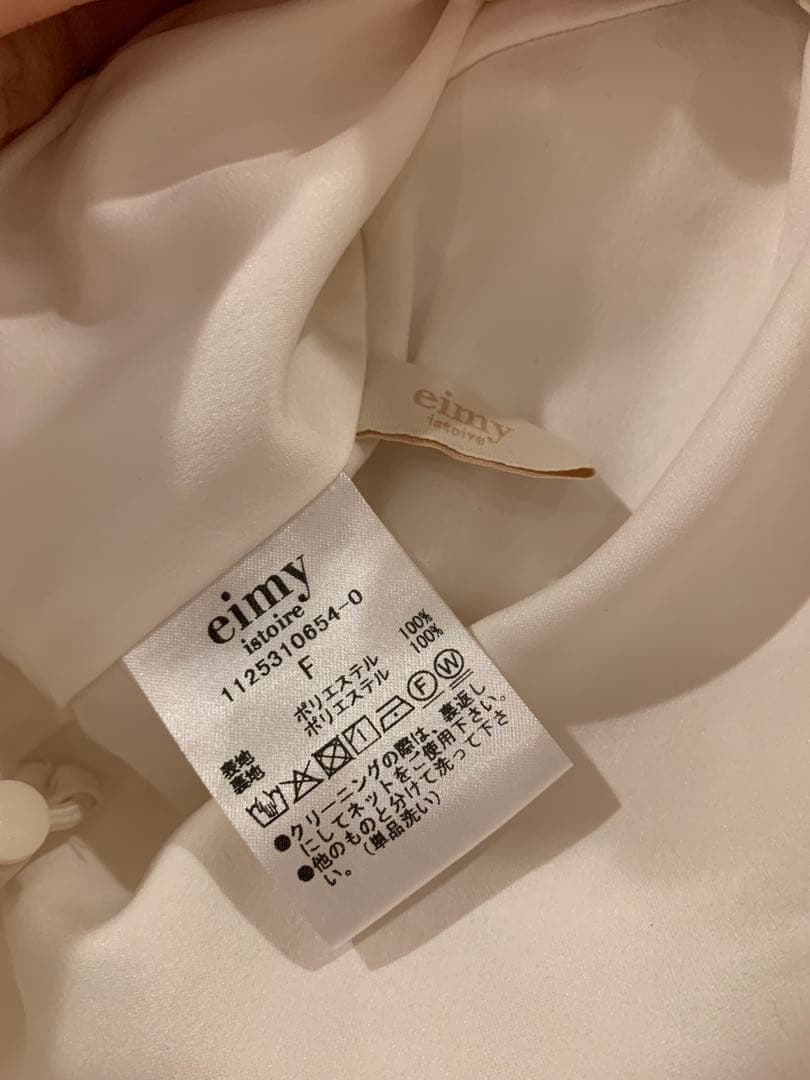 eimy
istoire
eimy
istoire
1125310654-0
F
表地 ポリエステル 100%
裏地 ポリエステル 100%
F W
●クリーニングの際は、裏返し
にしてネットをご使用下さい。
●他のものと分けて洗って下さ
い。(単品洗い)